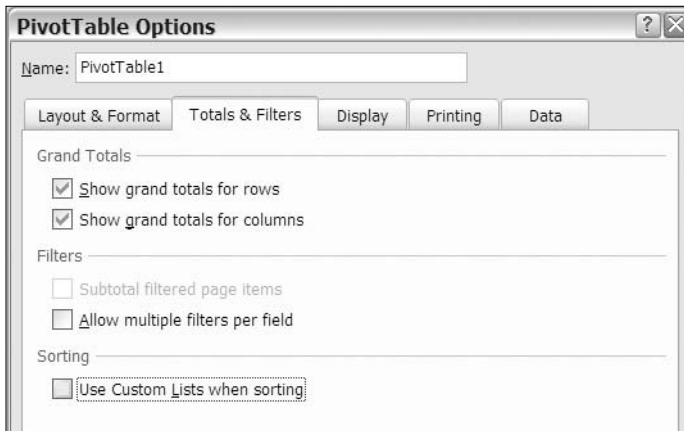 PivotTable Options
Name: PivotTable1
Layout & Format Totals & Filters Display Printing Data
Grand Totals
Show grand totals for rows
Show grand totals for columns
Filters
Subtotal filtered page items
Allow multiple filters per field
Sorting
Use Custom Lists when sorting